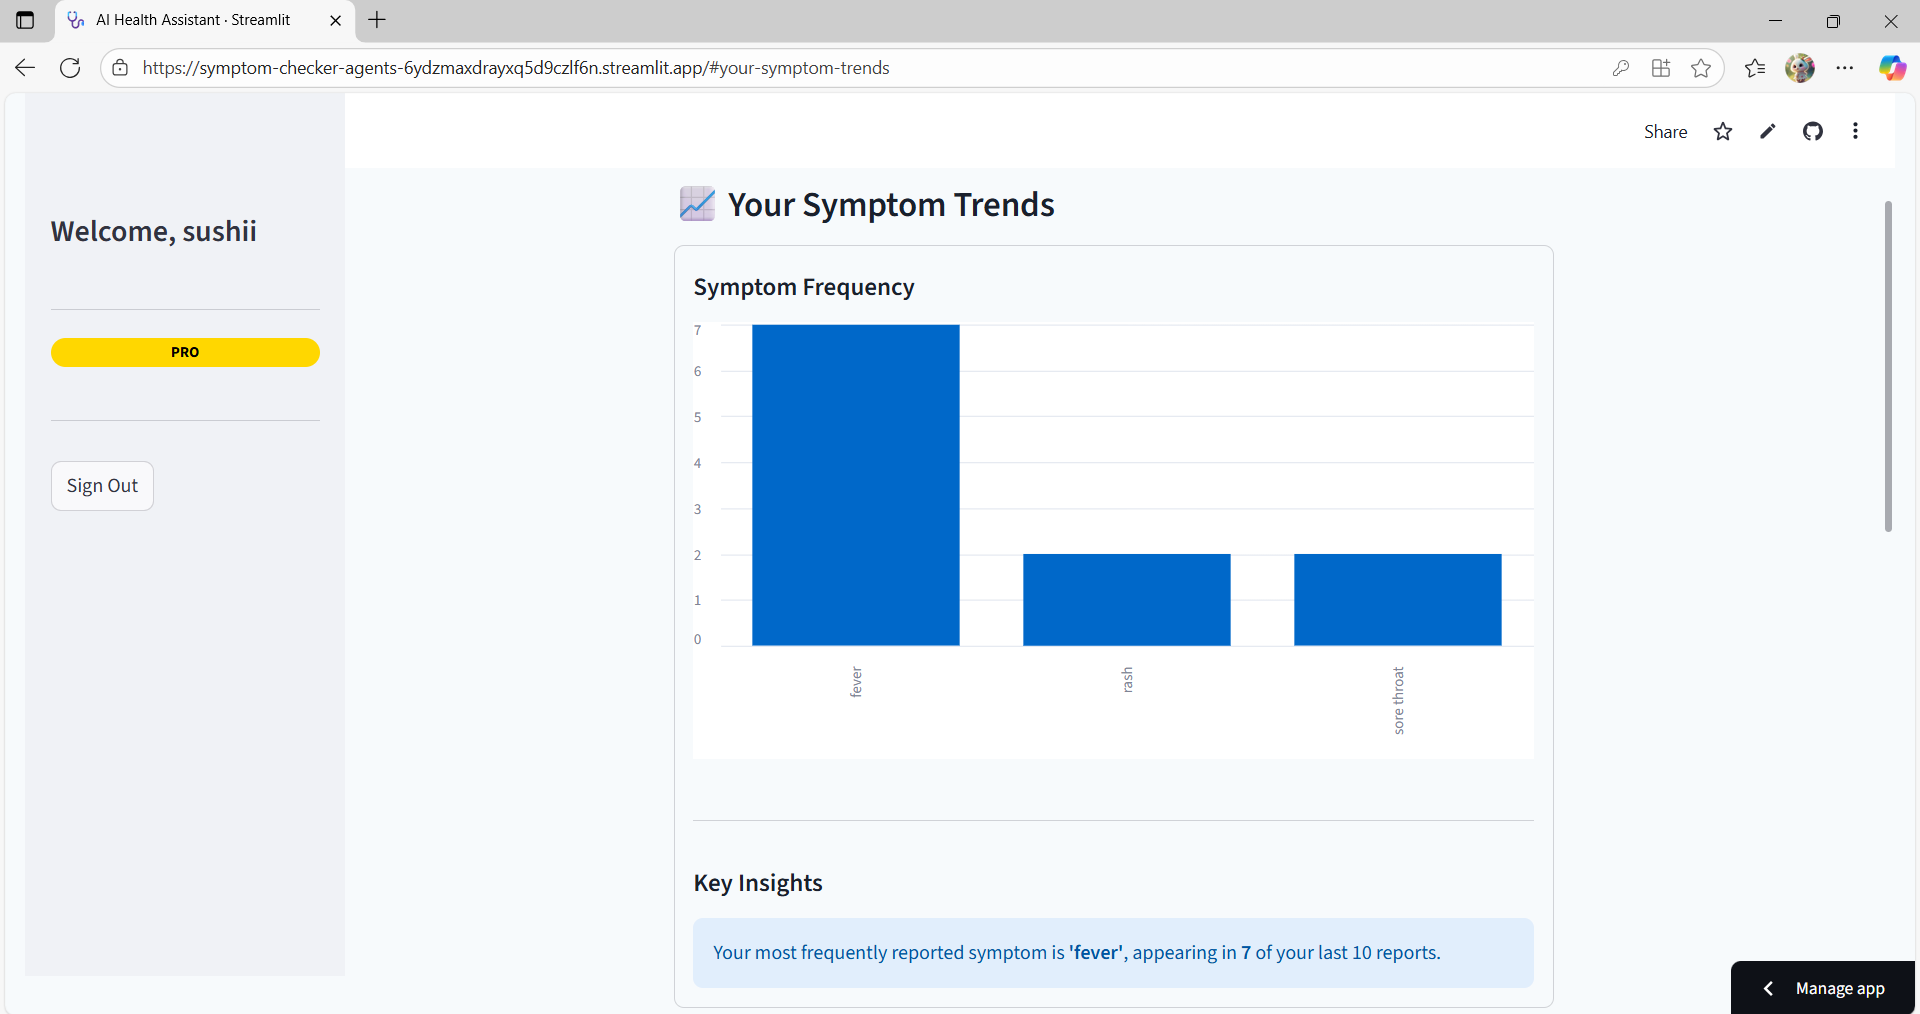 AI Health Assistant · Streamlit
https://symptom-checker-agents-6ydzmaxdrayxq5d9czlf6n.streamlit.app/#your-symptom-trends
Share
Welcome, sushii
PRO
Sign Out
Your Symptom Trends
Symptom Frequency
7
6
5
4
3
2
1
0
fever
rash
sore throat
Key Insights
Your most frequently reported symptom is 'fever', appearing in 7 of your last 10 reports.
Manage app